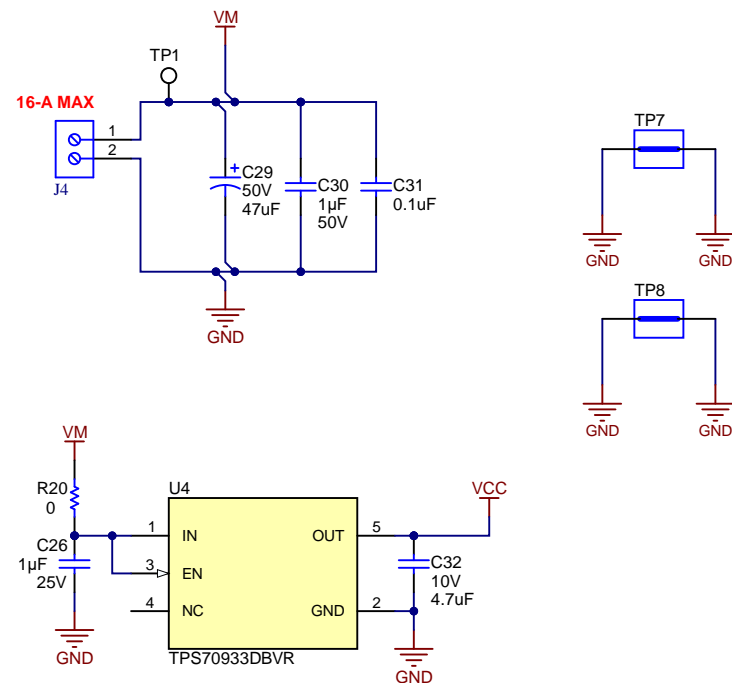 VM
TP1
16-A MAX
1
2
J4
C29
50V
47uF
C30
1µF
50V
C31
0.1uF
GND
TP7
GND
GND
TP8
GND
GND
VM
R20
0
C26
1µF
25V
GND
U4
1
IN
3
EN
4
NC
OUT
5
GND
2
TPS70933DBVR
VCC
C32
10V
4.7uF
GND